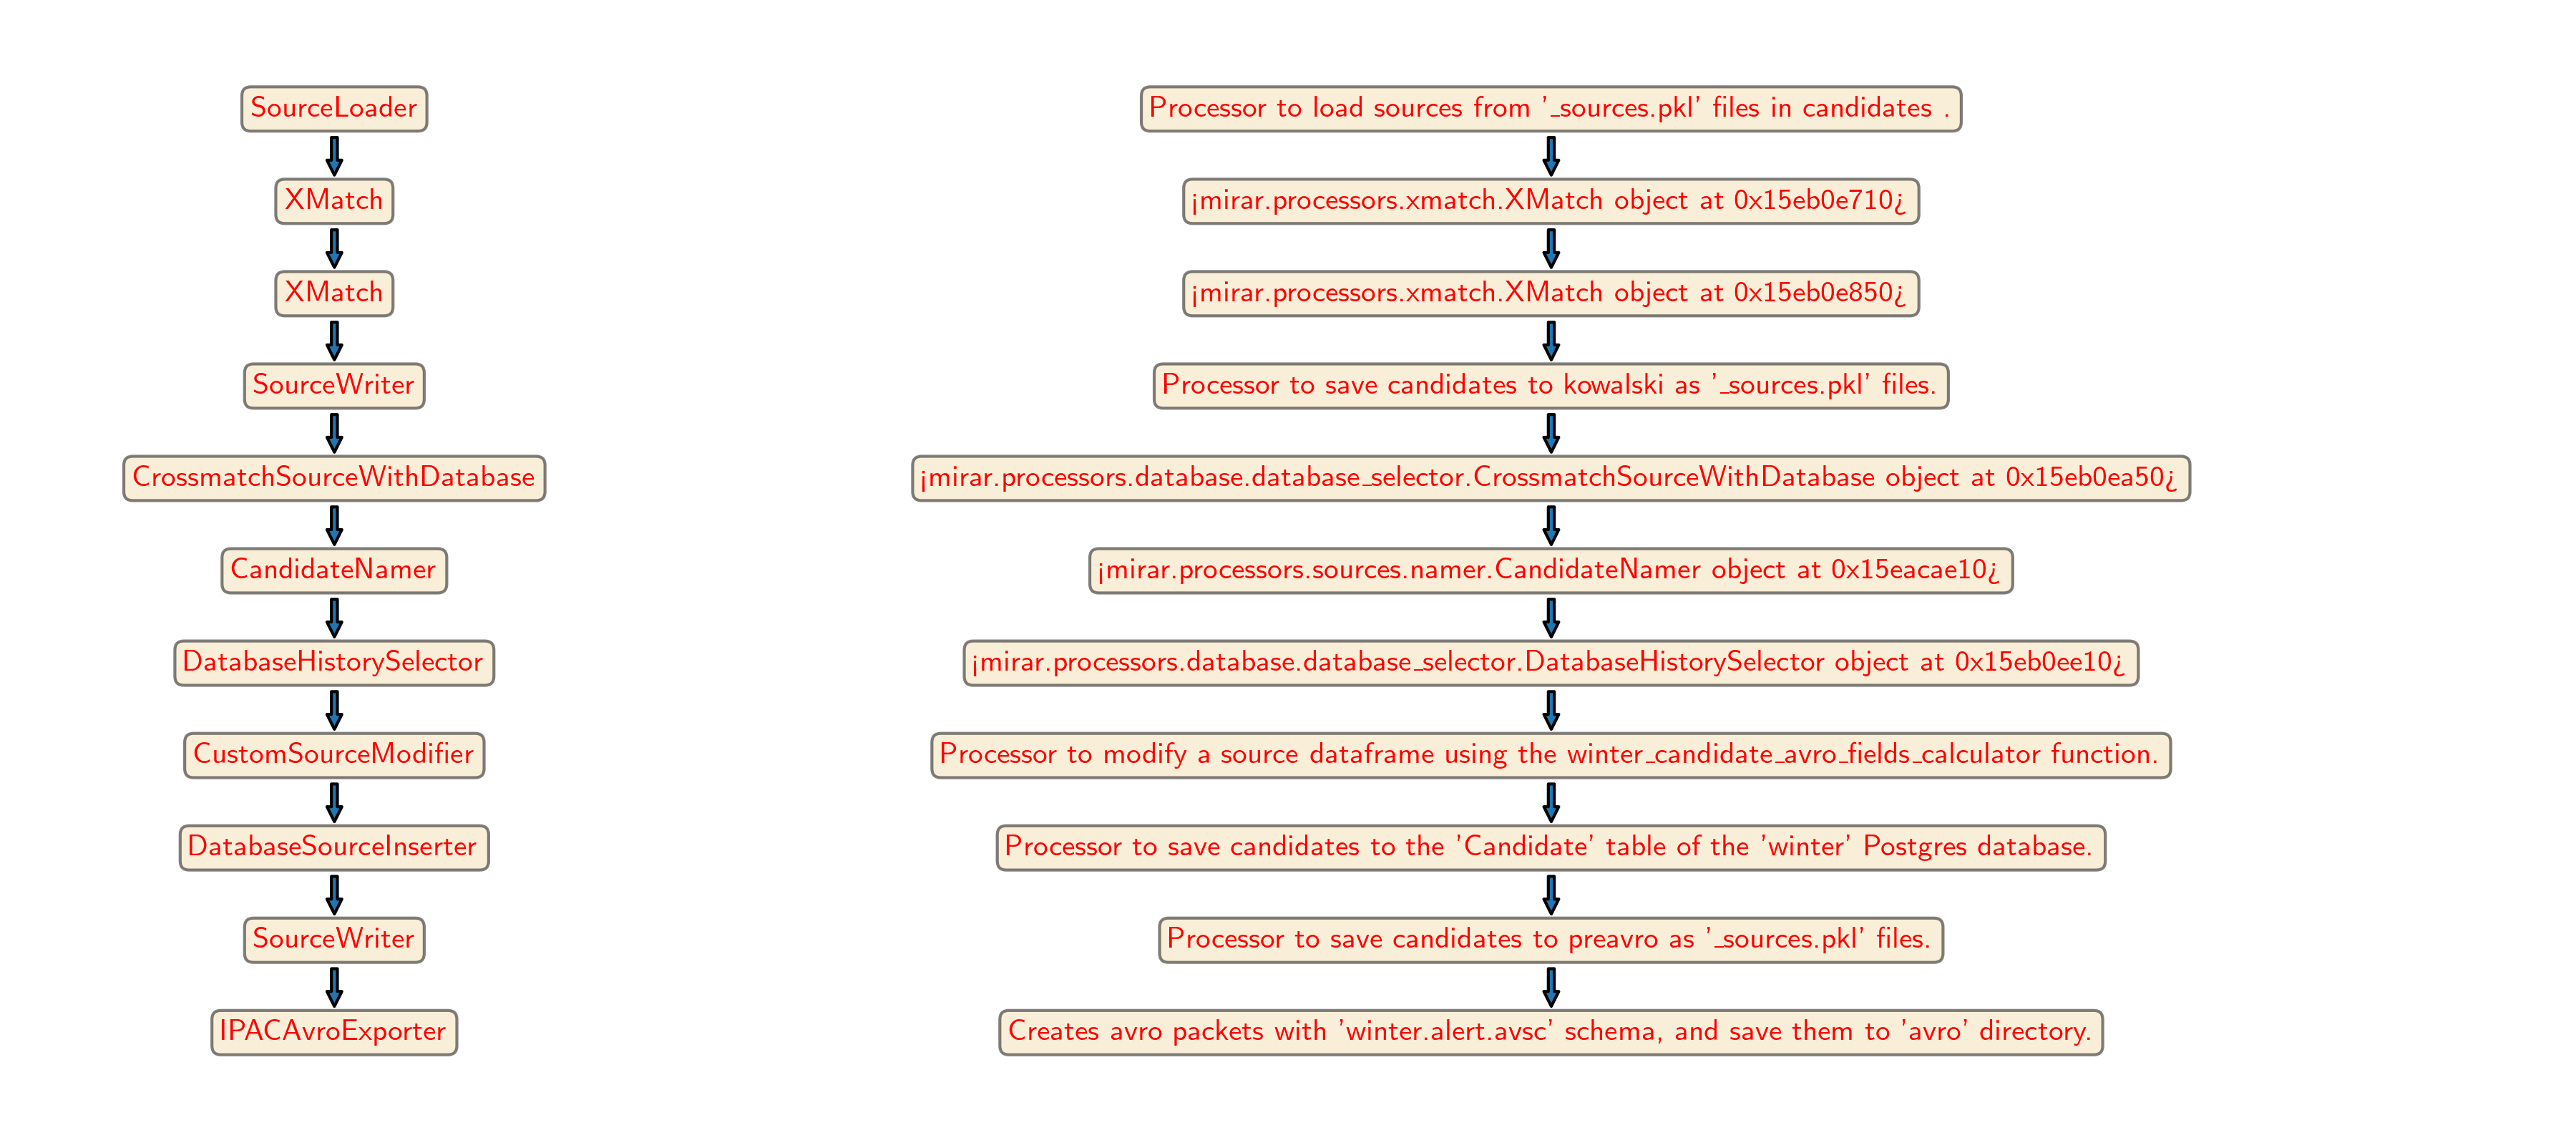 SourceLoader
Processor to load sources from '_sources.pkl' files in candidates .
XMatch
‹mirar.processors.xmatch.XMatch object at 0x15eb0e710›
XMatch
‹mirar.processors.xmatch.XMatch object at 0x15eb0e850›
SourceWriter
Processor to save candidates to kowalski as '_sources.pkl' files.
CrossmatchSourceWithDatabase
‹mirar.processors.database.database_selector.CrossmatchSourceWithDatabase object at 0x15eb0ea50›
CandidateNamer
‹mirar.processors.sources.namer.CandidateNamer object at 0x15eacae10›
DatabaseHistorySelector
‹mirar.processors.database.database_selector.DatabaseHistorySelector object at 0x15eb0ee10›
CustomSourceModifier
Processor to modify a source dataframe using the winter_candidate_avro_fields_calculator function.
DatabaseSourceInserter
Processor to save candidates to the 'Candidate' table of the 'winter' Postgres database.
SourceWriter
Processor to save candidates to preavro as '_sources.pkl' files.
IPACAvroExporter
Creates avro packets with 'winter.alert.avsc' schema, and save them to 'avro' directory.